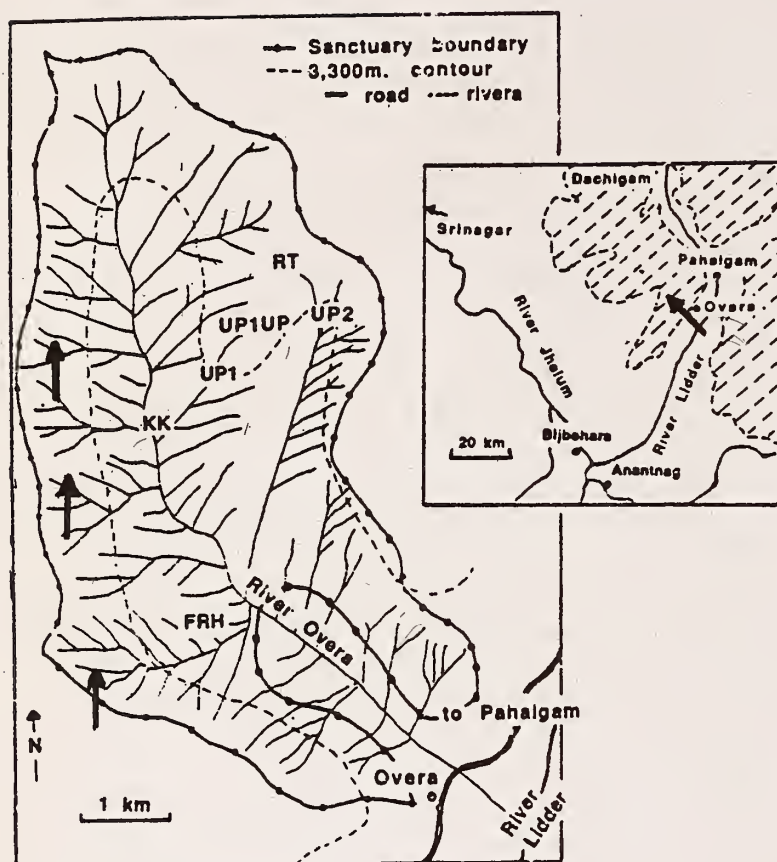 Sanctuary boundary
3,300m. contour
road rivera
RT
UP1UP
UP2
UP1
KK
FRH
River Overa
to Pahalgam
Overa
River Lidder
N
1 km
Dachigam
Srinagar
Pahalgam
Overa
River Jhelum
River Lidder
Bijbehara
20 km
Anantnag